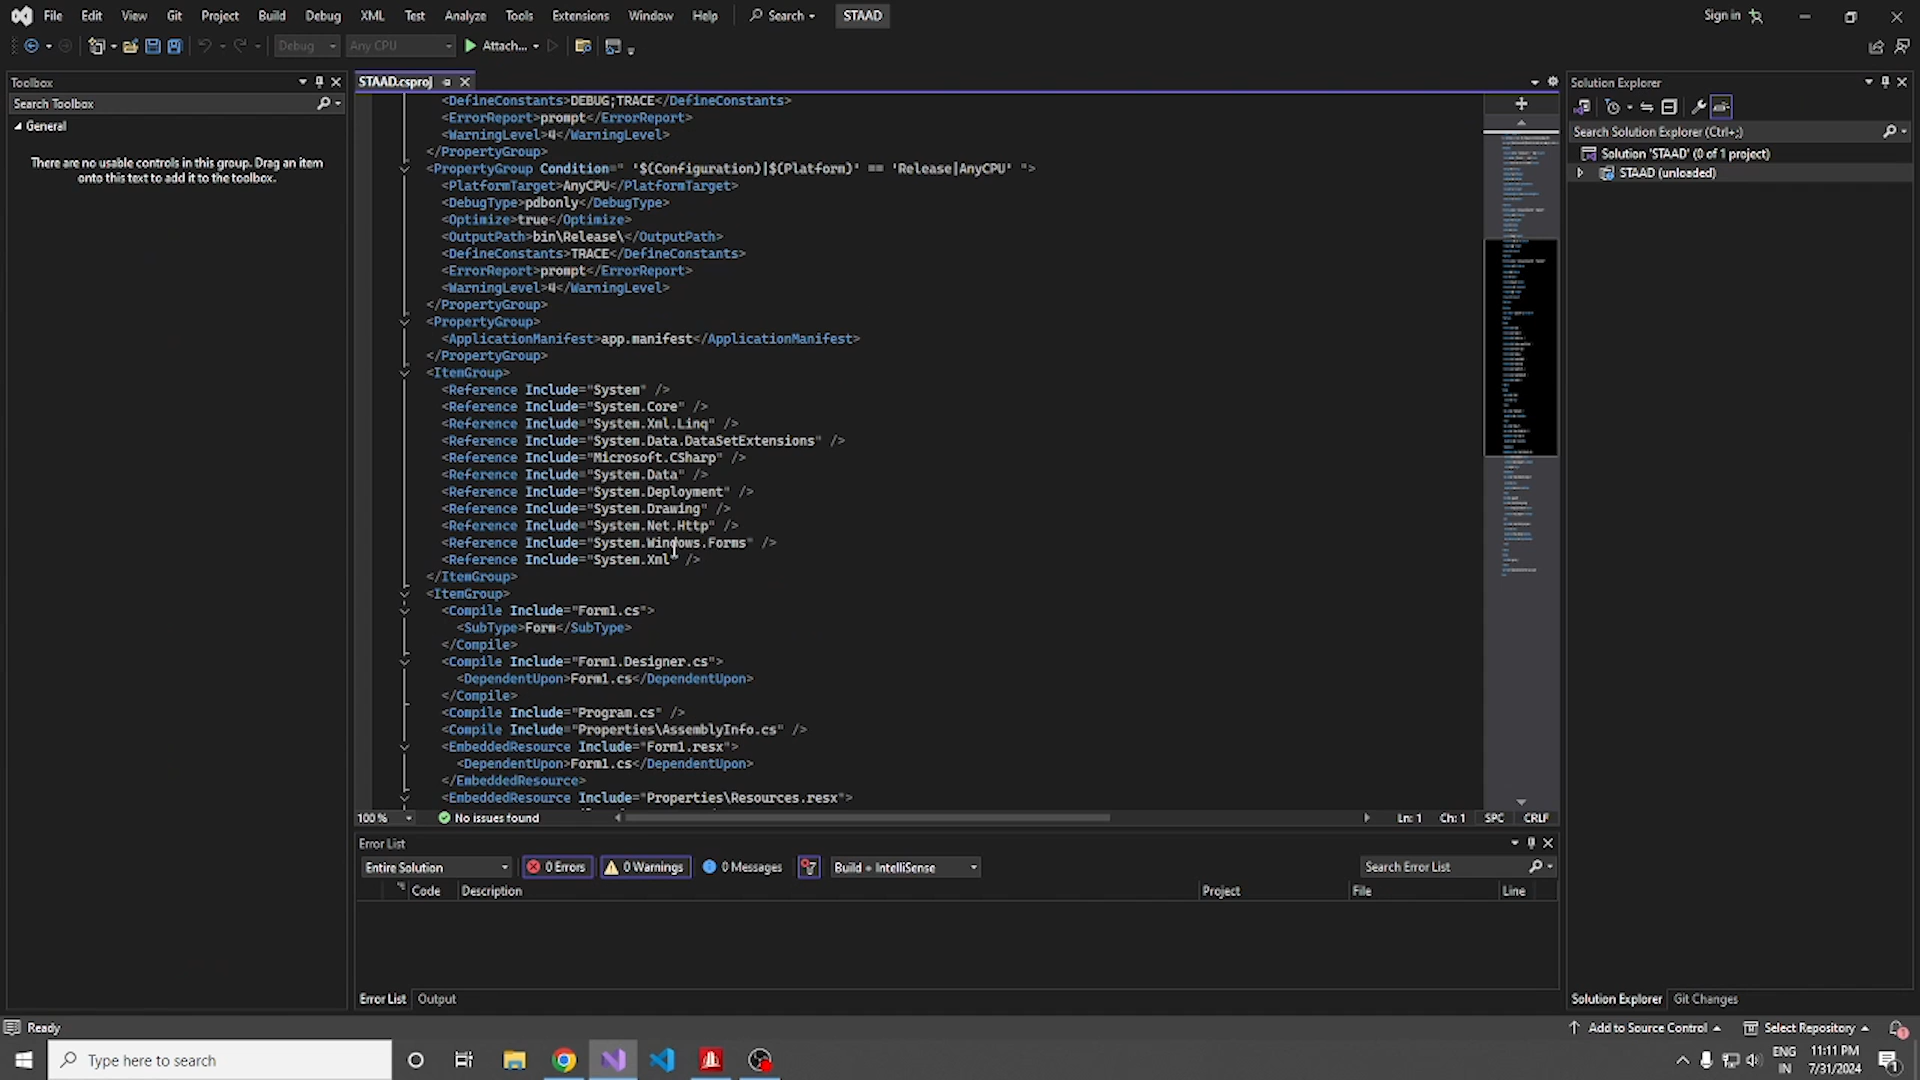 File Edit View Git Project Build Debug XML Test Analyze Tools Extensions Window Help Search STAAD Sign in
Debug Any CPU Attach...
Toolbox
Search Toolbox
General
There are no usable controls in this group. Drag an item
onto this text to add it to the toolbox.
STAAD.csproj
<DefineConstants>DEBUG;TRACE</DefineConstants>
<ErrorReport>prompt</ErrorReport>
<WarningLevel>4</WarningLevel>
</PropertyGroup>
<PropertyGroup Condition=" '$(Configuration)|$(Platform)' == 'Release|AnyCPU' ">
<PlatformTarget>AnyCPU</PlatformTarget>
<DebugType>pdbonly</DebugType>
<Optimize>true</Optimize>
<OutputPath>bin\Release\</OutputPath>
<DefineConstants>TRACE</DefineConstants>
<ErrorReport>prompt</ErrorReport>
<WarningLevel>4</WarningLevel>
</PropertyGroup>
<PropertyGroup>
<ApplicationManifest>app.manifest</ApplicationManifest>
</PropertyGroup>
<ItemGroup>
<Reference Include="System" />
<Reference Include="System.Core" />
<Reference Include="System.Xml.Linq" />
<Reference Include="System.Data.DataSetExtensions" />
<Reference Include="Microsoft.CSharp" />
<Reference Include="System.Data" />
<Reference Include="System.Deployment" />
<Reference Include="System.Drawing" />
<Reference Include="System.Net.Http" />
<Reference Include="System.Windows.Forms" />
<Reference Include="System.Xml" />
</ItemGroup>
<ItemGroup>
<Compile Include="Form1.cs">
<SubType>Form</SubType>
</Compile>
<Compile Include="Form1.Designer.cs">
<DependentUpon>Form1.cs</DependentUpon>
</Compile>
<Compile Include="Program.cs" />
<Compile Include="Properties\AssemblyInfo.cs" />
<EmbeddedResource Include="Form1.resx">
<DependentUpon>Form1.cs</DependentUpon>
</EmbeddedResource>
<EmbeddedResource Include="Properties\Resources.resx">
100 % No issues found Ln: 1 Ch: 1 SPC CRLF
Error List
Entire Solution 0 Errors 0 Warnings 0 Messages Build + IntelliSense Search Error List
Code Description Project File Line
Error List Output
Solution Explorer
Search Solution Explorer (Ctrl+;)
Solution 'STAAD' (0 of 1 project)
STAAD (unloaded)
Solution Explorer Git Changes
Ready Add to Source Control Select Repository
Type here to search
ENG
IN
11:11 PM
7/31/2024